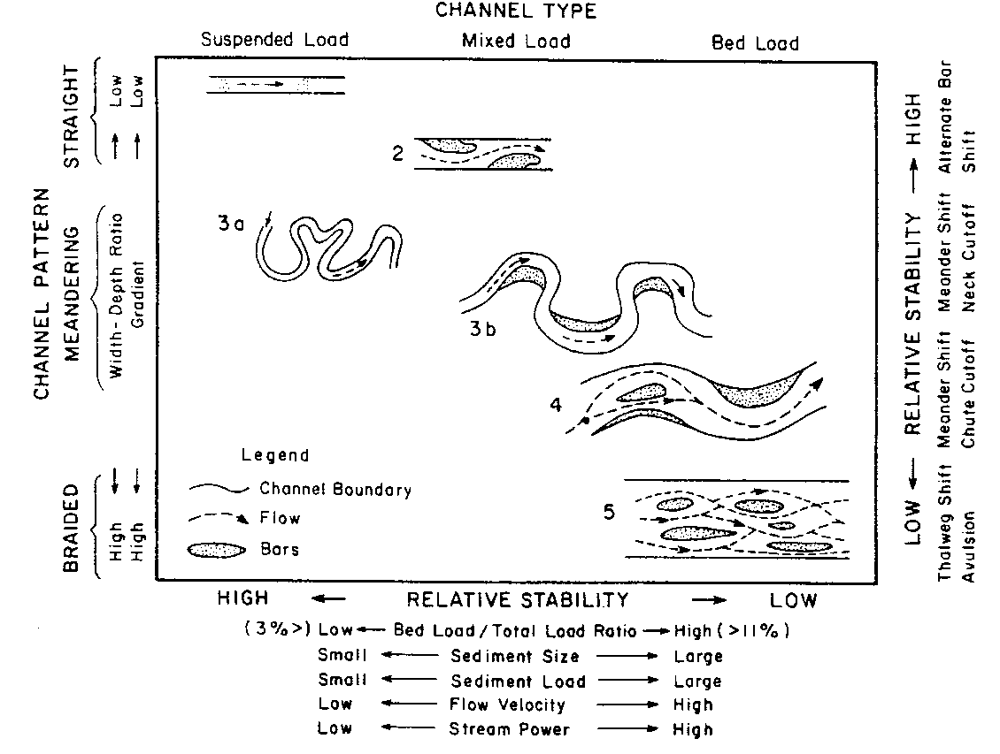 CHANNEL TYPE
Suspended Load Mixed Load Bed Load
CHANNEL PATTERN
STRAIGHT
MEANDERING
BRAIDED
Low
Low
Width-Depth Ratio
Gradient
High
High
2
3a
3b
4
5
Legend
Channel Boundary
Flow
Bars
HIGH
RELATIVE STABILITY
LOW
Alternate Bar
Shift
Meander Shift
Neck Cutoff
Meander Shift
Chute Cutoff
Thalweg Shift
Avulsion
HIGH RELATIVE STABILITY LOW
(3%>) Low Bed Load/Total Load Ratio High (>11%)
Small Sediment Size Large
Small Sediment Load Large
Low Flow Velocity High
Low Stream Power High